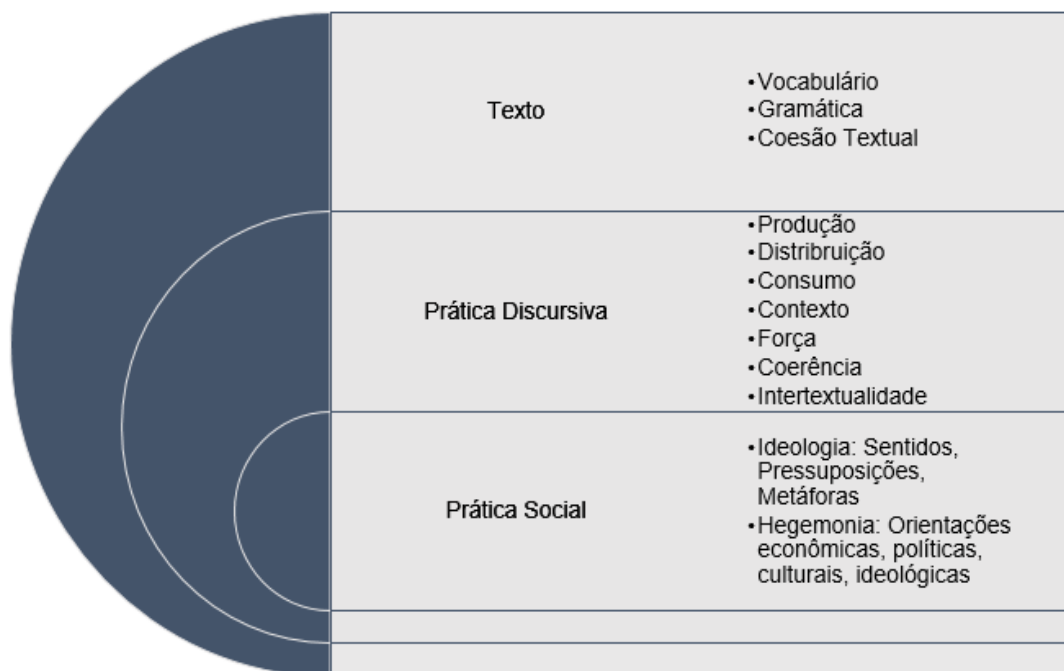 Texto
•Vocabulário
•Gramática
•Coesão Textual
Prática Discursiva
•Produção
•Distribruição
•Consumo
•Contexto
•Força
•Coerência
•Intertextualidade
Prática Social
•Ideologia: Sentidos,
Pressuposições,
Metáforas
•Hegemonia: Orientações
econômicas, políticas,
culturais, ideológicas